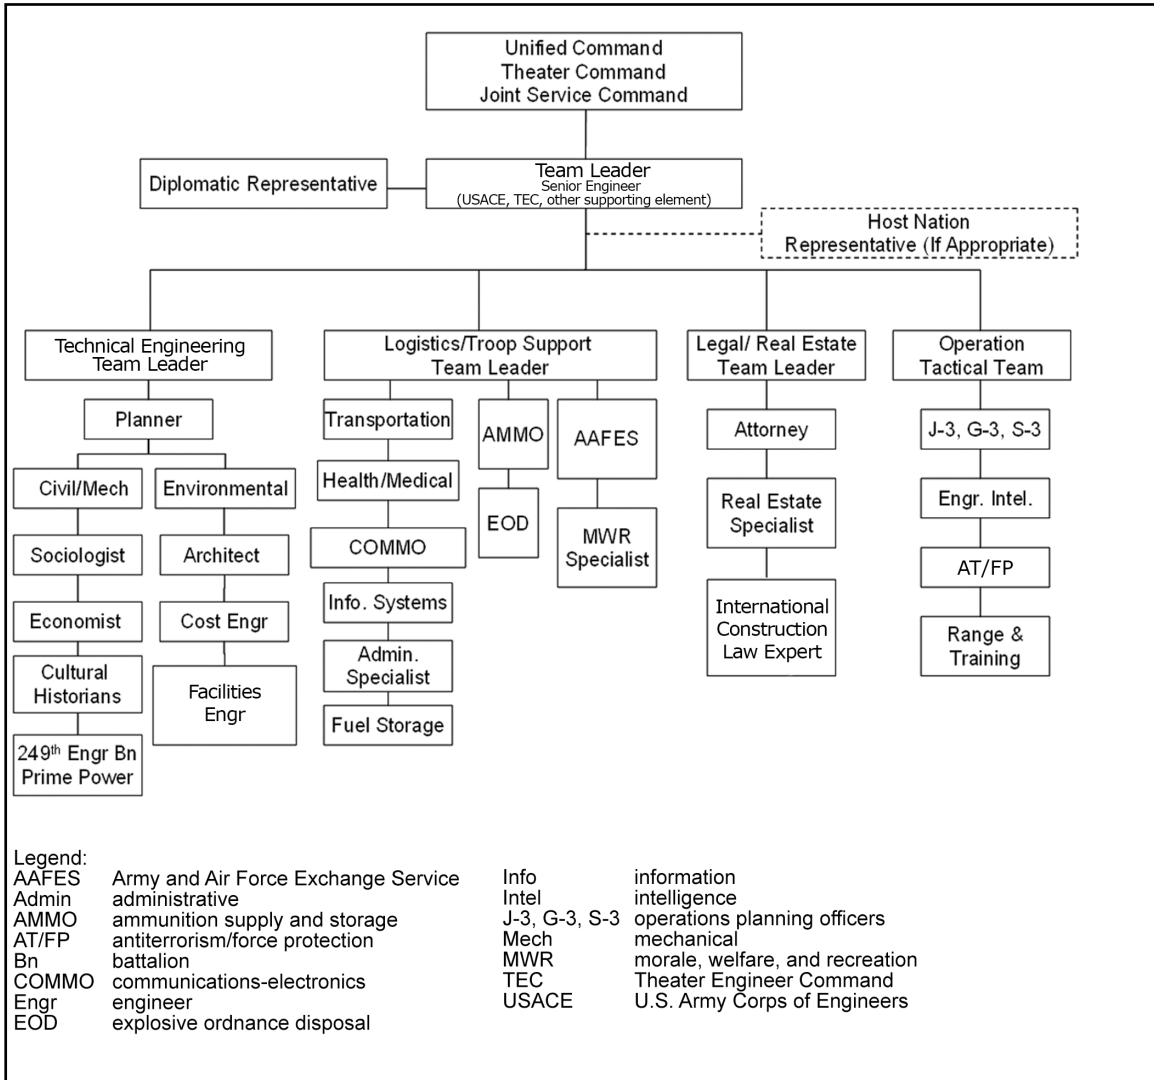 Unified Command
Theater Command
Joint Service Command
Diplomatic Representative
Team Leader
Senior Engineer
(USACE, TEC, other supporting element)
Host Nation
Representative (If Appropriate)
Technical Engineering
Team Leader
Planner
Civil/Mech
Sociologist
Economist
Cultural
Historians
249th Engr Bn
Prime Power
Environmental
Architect
Cost Engr
Facilities
Engr
Logistics/Troop Support
Team Leader
Transportation
Health/Medical
COMMO
Info. Systems
Admin.
Specialist
Fuel Storage
AMMO
EOD
AAFES
MWR
Specialist
Legal/ Real Estate
Team Leader
Attorney
Real Estate
Specialist
International
Construction
Law Expert
Operation
Tactical Team
J-3, G-3, S-3
Engr. Intel.
AT/FP
Range &
Training
Legend:
AAFES Army and Air Force Exchange Service
Admin administrative
AMMO ammunition supply and storage
AT/FP antiterrorism/force protection
Bn battalion
COMMO communications-electronics
Engr engineer
EOD explosive ordnance disposal
Info information
Intel intelligence
J-3, G-3, S-3 operations planning officers
Mech mechanical
MWR morale, welfare, and recreation
TEC Theater Engineer Command
USACE U.S. Army Corps of Engineers